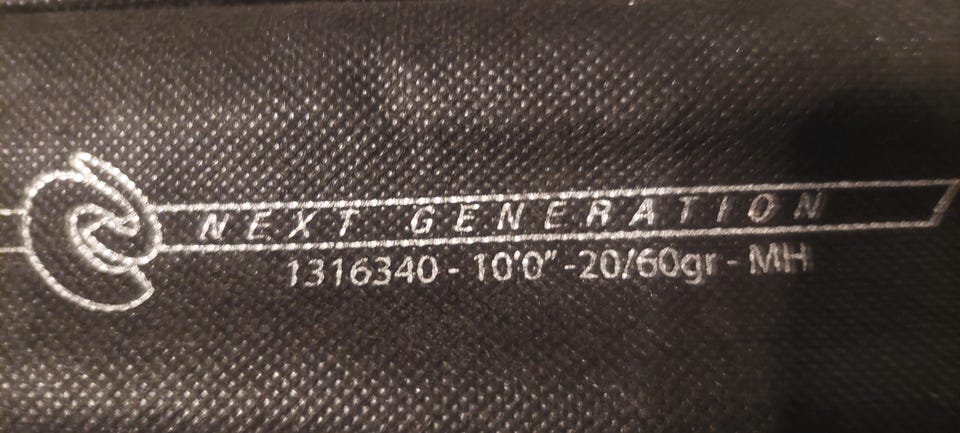 NEXT GENERATION
1316340 - 10'0" -20/60gr - MH